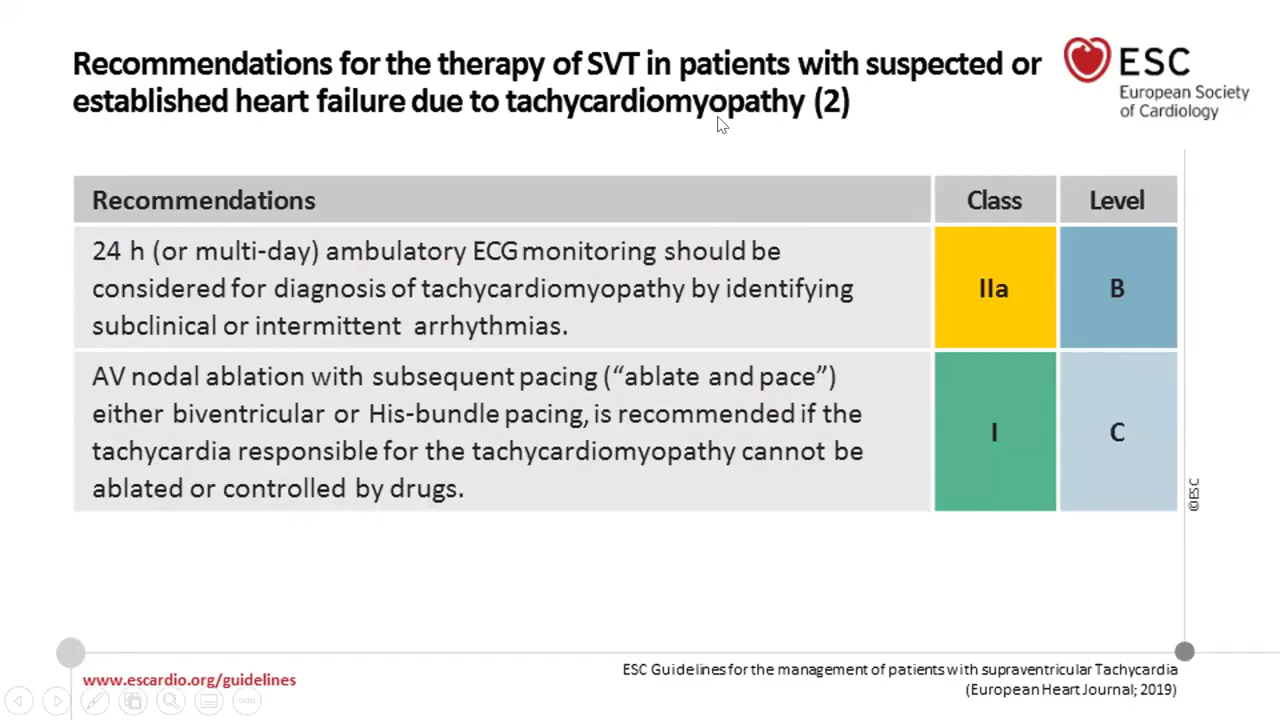 Recommendations for the therapy of SVT in patients with suspected or
established heart failure due to tachycardiomyopathy (2)
ESC
European Society
of Cardiology
Recommendations
Class
Level
24 h (or multi-day) ambulatory ECG monitoring should be
considered for diagnosis of tachycardiomyopathy by identifying
subclinical or intermittent arrhythmias.
IIa
B
AV nodal ablation with subsequent pacing (“ablate and pace”)
either biventricular or His-bundle pacing, is recommended if the
tachycardia responsible for the tachycardiomyopathy cannot be
ablated or controlled by drugs.
I
C
©ESC
www.escardio.org/guidelines
ESC Guidelines for the management of patients with supraventricular Tachycardia
(European Heart Journal; 2019)